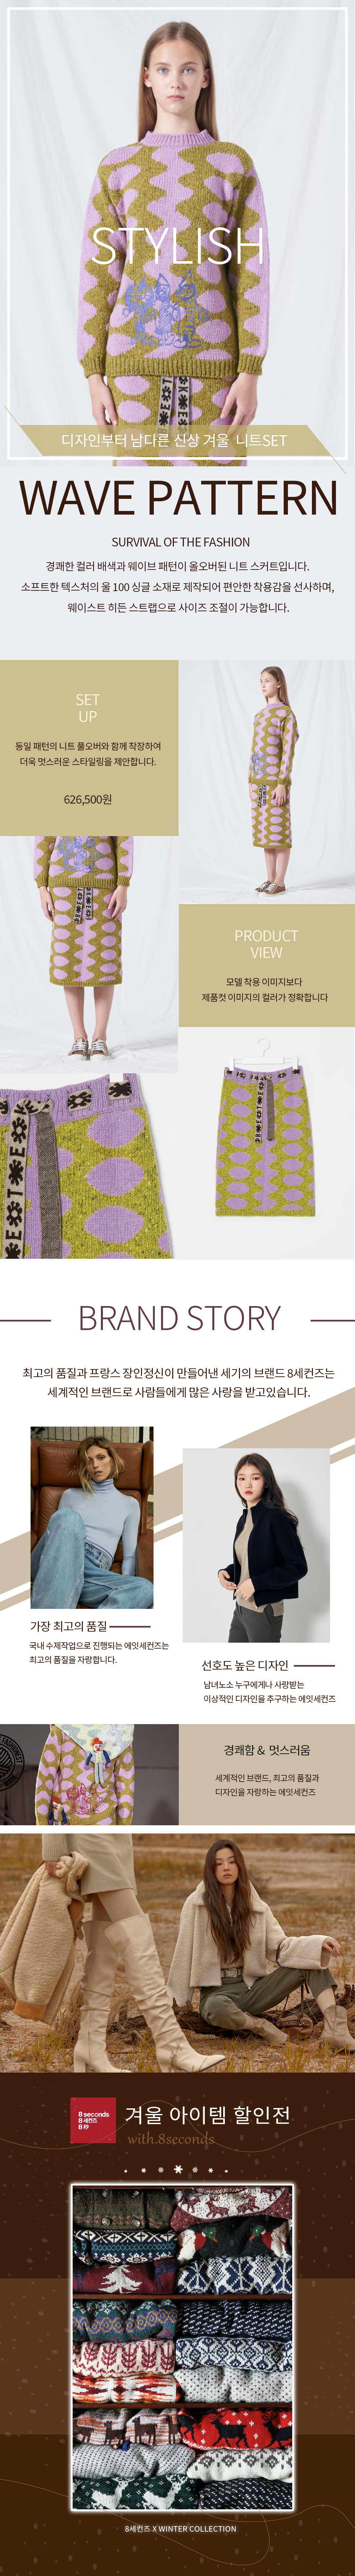 STYLISH
디자인부터 남다른 신상 겨울 니트SET
WAVE PATTERN
SURVIVAL OF THE FASHION
경쾌한 컬러 배색과 웨이브 패턴이 올오버된 니트 스커트입니다.
소프트한 텍스처의 울 100 싱글 소재로 제작되어 편안한 착용감을 선사하며,
웨이스트 히든 스트랩으로 사이즈 조절이 가능합니다.
SET
UP
동일 패턴의 니트 풀오버와 함께 착장하여
더욱 멋스러운 스타일링을 제안합니다.
626,500원
PRODUCT
VIEW
모델 착용 이미지보다
제품컷 이미지의 컬러가 정확합니다
BRAND STORY
최고의 품질과 프랑스 장인정신이 만들어낸 세기의 브랜드 8세컨즈는
세계적인 브랜드로 사람들에게 많은 사랑을 받고있습니다.
가장 최고의 품질
국내 수제작업으로 진행되는 에잇세컨즈는
최고의 품질을 자랑합니다.
선호도 높은 디자인
남녀노소 누구에게나 사랑받는
이상적인 디자인을 추구하는 에잇세컨즈
경쾌함 & 멋스러움
세계적인 브랜드, 최고의 품질과
디자인을 자랑하는 에잇세컨즈
8 seconds
8세컨즈
8秒
겨울 아이템 할인전
with.8seconds
8세컨즈 X WINTER COLLECTION